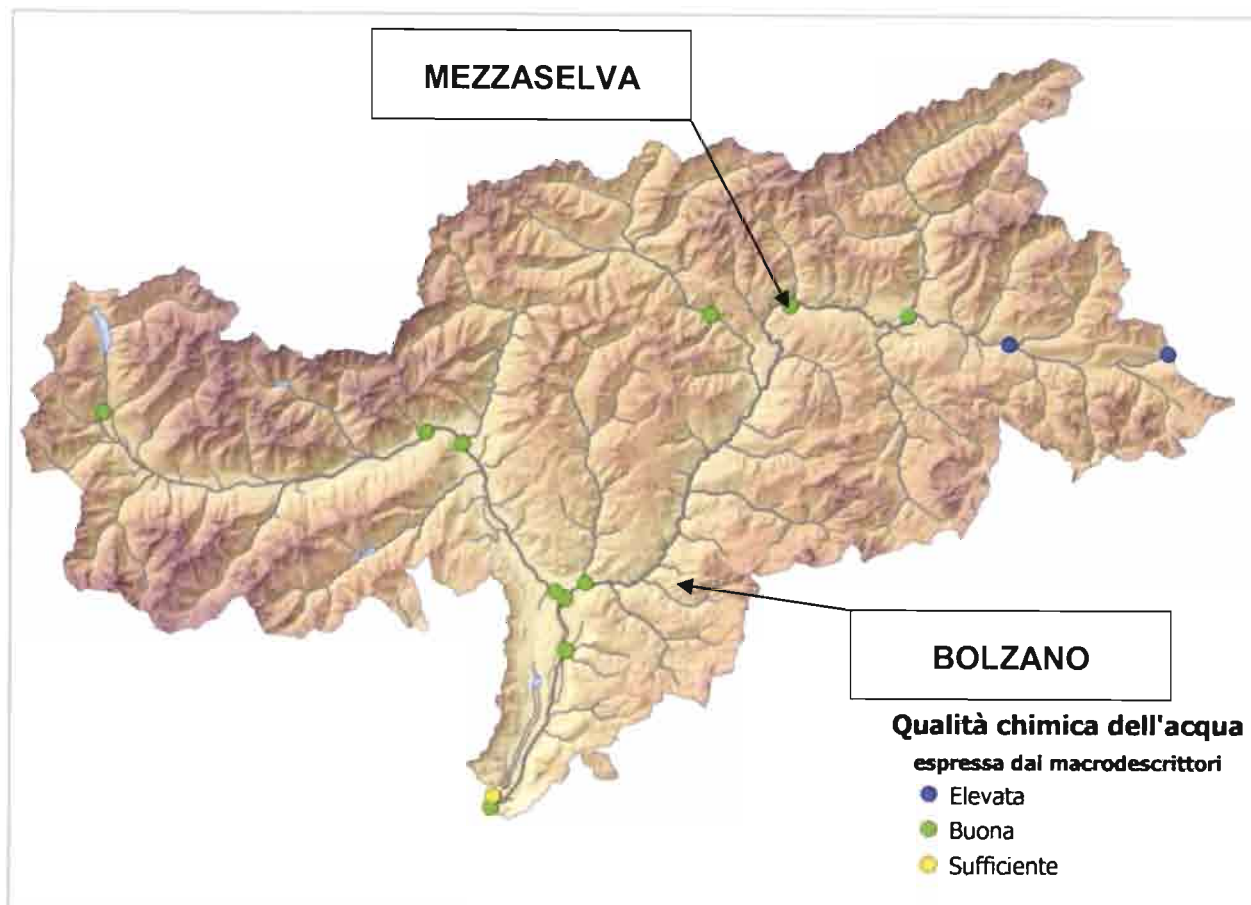 MEZZASELVA
BOLZANO
Qualità chimica dell'acqua
espressa dai macrodescrittori
Elevata
Buona
Sufficiente